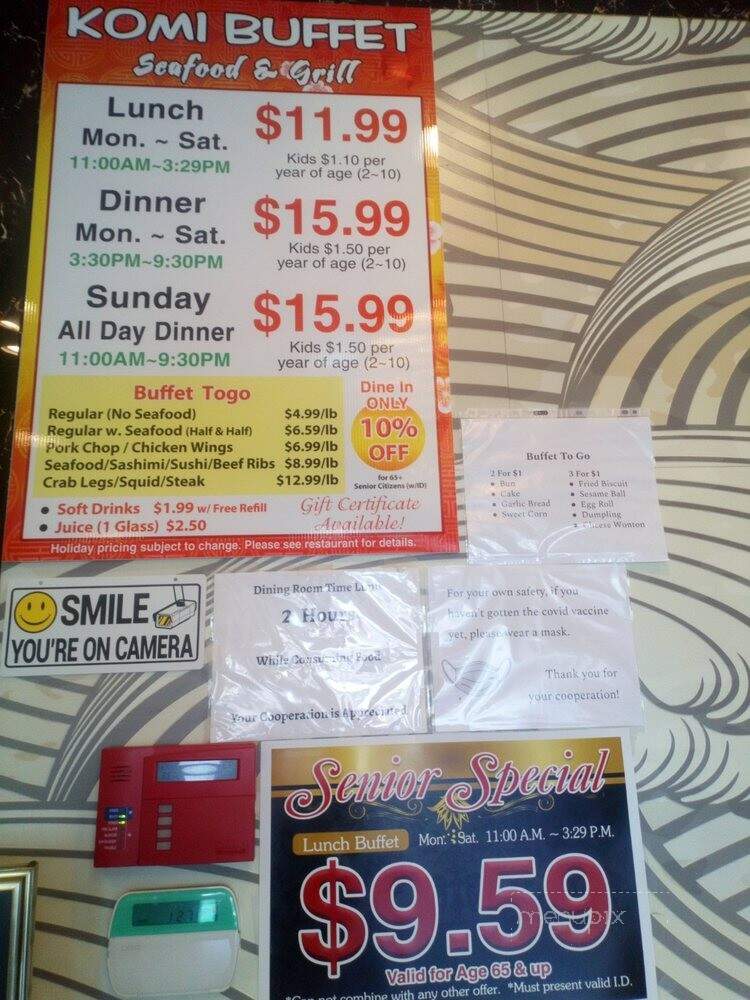 KOMI BUFFET
Seafood & Grill
Lunch
Mon. ~ Sat.
11:00AM~3:29PM
$11.99
Kids $1.10 per
year of age (2~10)
Dinner
Mon. ~ Sat.
3:30PM~9:30PM
$15.99
Kids $1.50 per
year of age (2~10)
Sunday
All Day Dinner
11:00AM~9:30PM
$15.99
Kids $1.50 per
year of age (2~10)
Buffet Togo
Regular (No Seafood) $4.99/lb
Regular w. Seafood (Half & Half) $6.59/lb
Pork Chop / Chicken Wings $6.99/lb
Seafood/Sashimi/Sushi/Beef Ribs $8.99/lb
Crab Legs/Squid/Steak $12.99/lb
Dine In
ONLY
10%
OFF
for 65+
Senior Citizens (w/ID)
• Soft Drinks $1.99 w/ Free Refill
• Juice (1 Glass) $2.50
Gift Certificate
Available!
Holiday pricing subject to change. Please see restaurant for details.
Buffet To Go
2 For $1
• Bun
• Cake
• Garlic Bread
• Sweet Corn
3 For $1
• Fried Biscuit
• Sesame Ball
• Egg Roll
• Dumpling
• Cheese Wonton
SMILE
YOU'RE ON CAMERA
Dining Room Time Limit
2 Hours
While Consuming Food
Your Cooperation is Appreciated
For your own safety, if you
haven't gotten the covid vaccine
yet, please wear a mask.
Thank you for
your cooperation!
Senior Special
Lunch Buffet Mon. ~ Sat. 11:00 A.M. ~ 3:29 P.M.
$9.59
menupix
Valid for Age 65 & up
*Can not combine with any other offer. *Must present valid I.D.